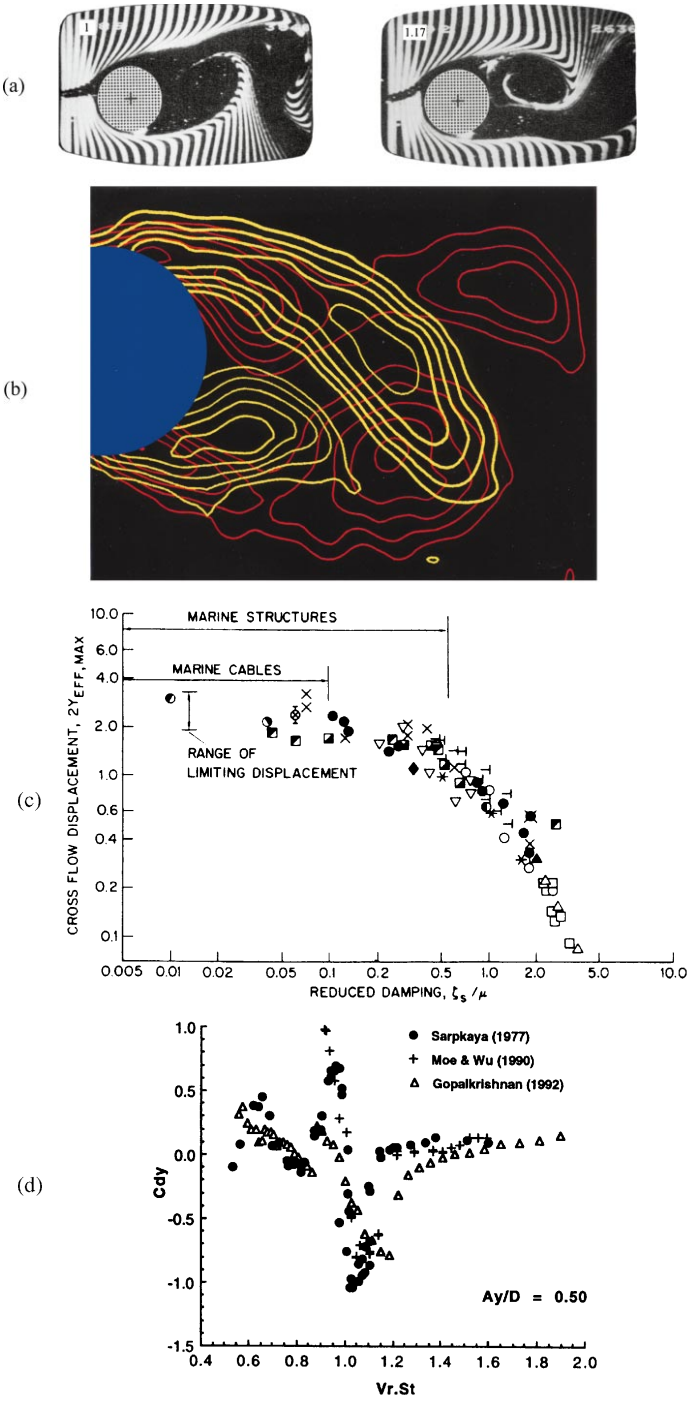 (a)
1
1.17
(b)
(c)
CROSS FLOW DISPLACEMENT, 2Y_EFF,MAX
10.0
6.0
4.0
2.0
1.0
0.6
0.4
0.2
0.1
MARINE STRUCTURES
MARINE CABLES
RANGE OF
LIMITING DISPLACEMENT
0.005 0.01 0.02 0.05 0.1 0.2 0.5 1.0 2.0 5.0 10.0
REDUCED DAMPING, ζ_s/μ
(d)
Cdy
1.0
0.5
0.0
-0.5
-1.0
-1.5
Sarpkaya (1977)
Moe & Wu (1990)
Gopalkrishnan (1992)
Ay/D = 0.50
0.4 0.6 0.8 1.0 1.2 1.4 1.6 1.8 2.0
Vr.St